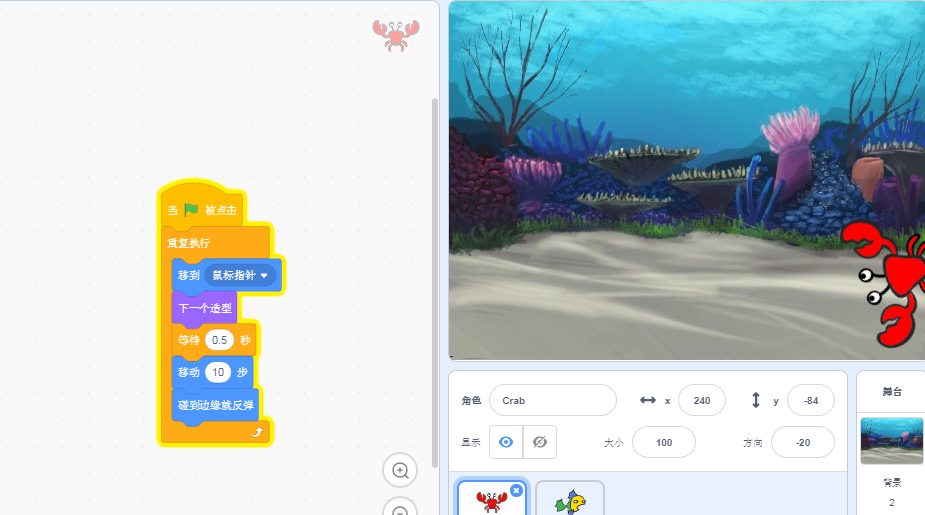 当 被点击
重复执行
移到 鼠标指针
下一个造型
等待 0.5 秒
移动 10 步
碰到边缘就反弹
角色 Crab x 240 y -84
显示 大小 100 方向 -20
舞台
背景
2